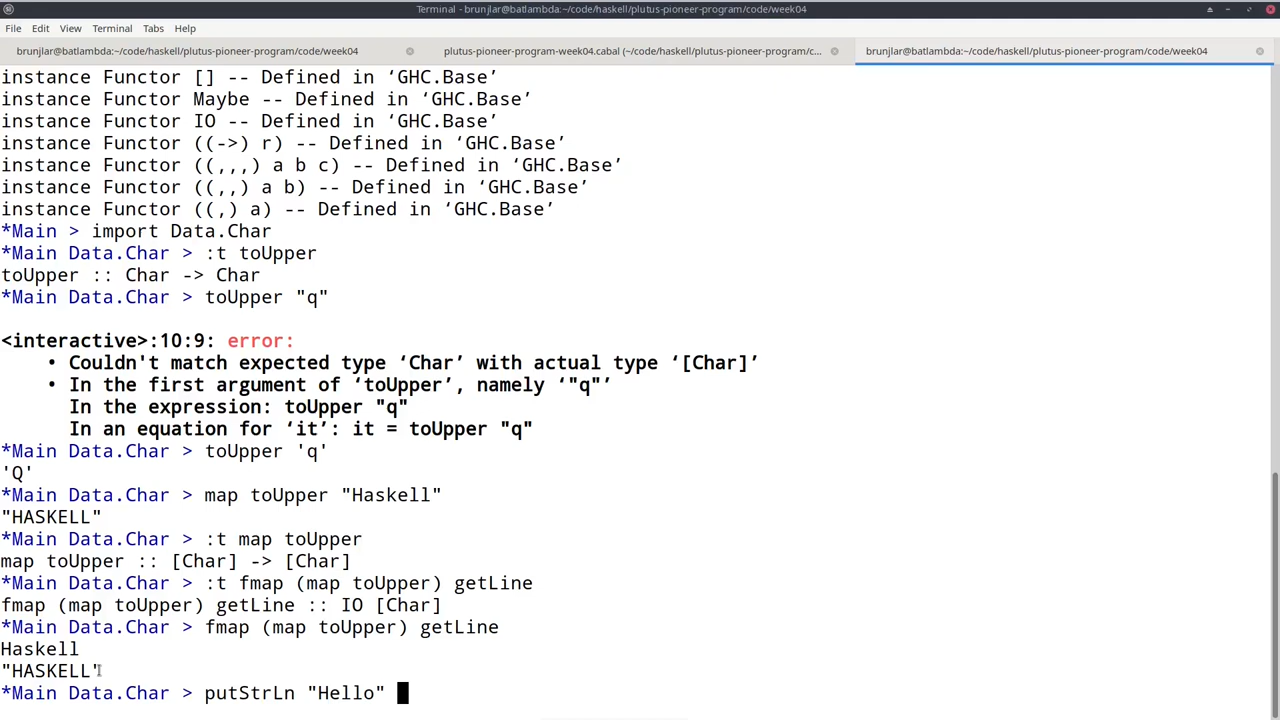 Terminal - brunjlar@batlambda:~/code/haskell/plutus-pioneer-program/code/week04
File Edit View Terminal Tabs Help
brunjlar@batlambda:~/code/haskell/plutus-pioneer-program/code/week04 plutus-pioneer-program-week04.cabal (~/code/haskell/plutus-pioneer-program/c... brunjlar@batlambda:~/code/haskell/plutus-pioneer-program/code/week04
instance Functor [] -- Defined in ‘GHC.Base’
instance Functor Maybe -- Defined in ‘GHC.Base’
instance Functor IO -- Defined in ‘GHC.Base’
instance Functor ((->) r) -- Defined in ‘GHC.Base’
instance Functor ((,,,) a b c) -- Defined in ‘GHC.Base’
instance Functor ((,,) a b) -- Defined in ‘GHC.Base’
instance Functor ((,) a) -- Defined in ‘GHC.Base’
*Main > import Data.Char
*Main Data.Char > :t toUpper
toUpper :: Char -> Char
*Main Data.Char > toUpper "q"
<interactive>:10:9: error:
• Couldn't match expected type ‘Char’ with actual type ‘[Char]’
• In the first argument of ‘toUpper’, namely ‘"q"’
In the expression: toUpper "q"
In an equation for ‘it’: it = toUpper "q"
*Main Data.Char > toUpper 'q'
'Q'
*Main Data.Char > map toUpper "Haskell"
"HASKELL"
*Main Data.Char > :t map toUpper
map toUpper :: [Char] -> [Char]
*Main Data.Char > :t fmap (map toUpper) getLine
fmap (map toUpper) getLine :: IO [Char]
*Main Data.Char > fmap (map toUpper) getLine
Haskell
"HASKELL"
*Main Data.Char > putStrLn "Hello"